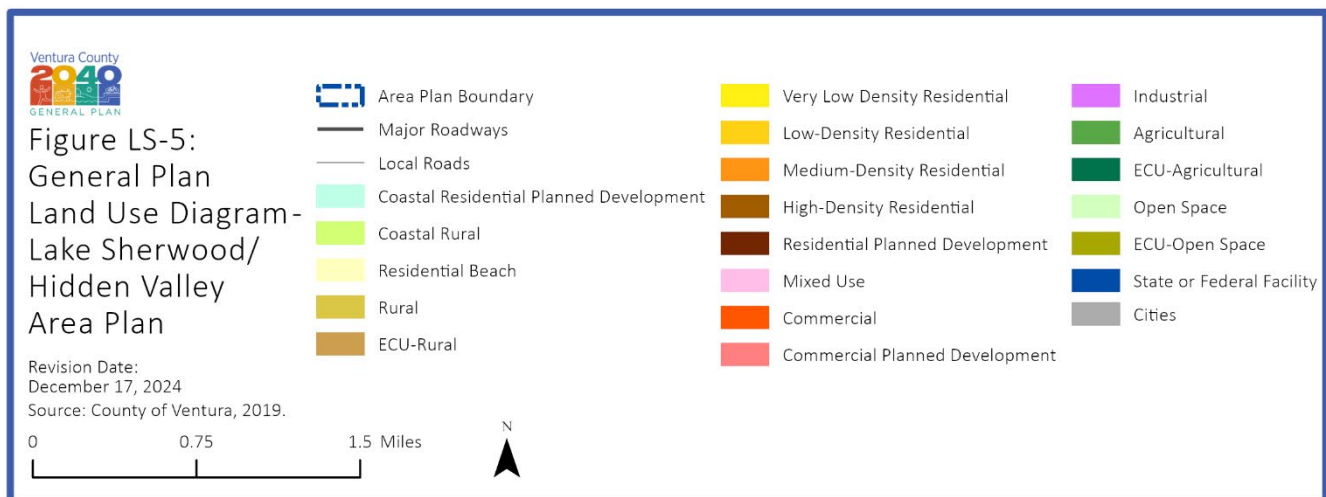 Ventura County
2040
GENERAL PLAN
Figure LS-5:
General Plan
Land Use Diagram-
Lake Sherwood/
Hidden Valley
Area Plan
Revision Date:
December 17, 2024
Source: County of Ventura, 2019.
0 0.75 1.5 Miles
N
Area Plan Boundary
Major Roadways
Local Roads
Coastal Residential Planned Development
Coastal Rural
Residential Beach
Rural
ECU-Rural
Very Low Density Residential
Low-Density Residential
Medium-Density Residential
High-Density Residential
Residential Planned Development
Mixed Use
Commercial
Commercial Planned Development
Industrial
Agricultural
ECU-Agricultural
Open Space
ECU-Open Space
State or Federal Facility
Cities